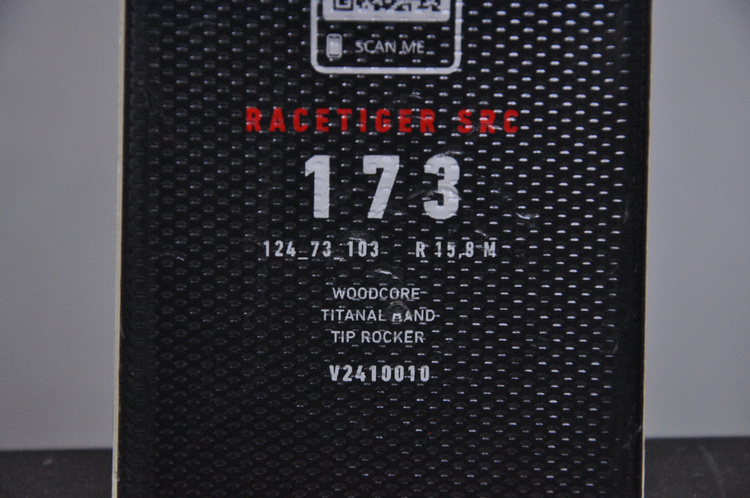 SCAN ME
RACETIGER SRC
173
124_73_103 R 15,8 M
WOODCORE
TITANAL BAND
TIP ROCKER
V2410010